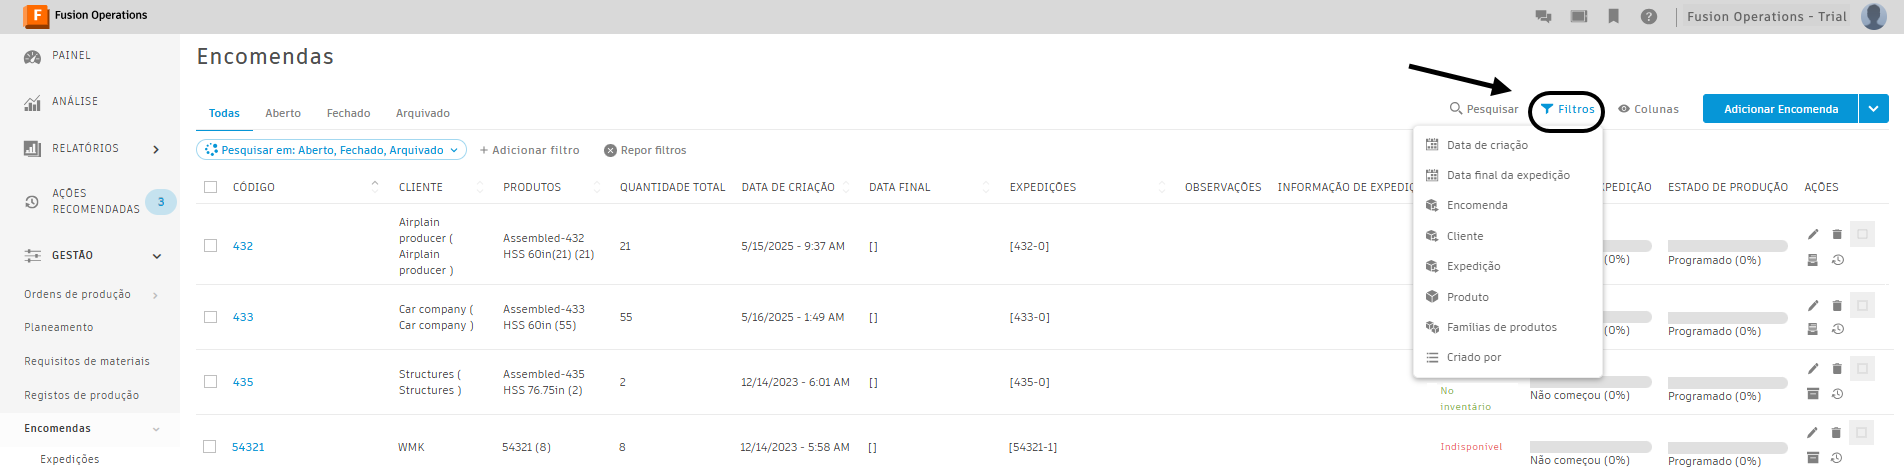 Fusion Operations
Fusion Operations - Trial
PAINEL
ANÁLISE
RELATÓRIOS
AÇÕES
RECOMENDADAS
3
GESTÃO
Ordens de produção
Planeamento
Requisitos de materiais
Registos de produção
Encomendas
Expedições
Encomendas
Todas Aberto Fechado Arquivado
Pesquisar Filtros Colunas Adicionar Encomenda
Pesquisar em: Aberto, Fechado, Arquivado + Adicionar filtro Repor filtros
Data de criação
Data final da expedição
Encomenda
Cliente
Expedição
Produto
Famílias de produtos
Criado por
CÓDIGO CLIENTE PRODUTOS QUANTIDADE TOTAL DATA DE CRIAÇÃO DATA FINAL EXPEDIÇÕES OBSERVAÇÕES INFORMAÇÃO DE EXPEDIÇ PEDIÇÃO ESTADO DE PRODUÇÃO AÇÕES
Airplain
producer (
Airplain
producer )
432 Assembled-432
HSS 60in(21) (21)
21 5/15/2025 - 9:37 AM [] [432-0]
(0%) Programado (0%)
433 Car company (
Car company )
Assembled-433
HSS 60in (55)
55 5/16/2025 - 1:49 AM [] [433-0]
(0%) Programado (0%)
435 Structures (
Structures )
Assembled-435
HSS 76.75in (2)
2 12/14/2023 - 6:01 AM [] [435-0]
No
inventário
Não começou (0%) Programado (0%)
54321 WMK 54321 (8) 8 12/14/2023 - 5:58 AM [] [54321-1] Indisponível
Não começou (0%) Programado (0%)